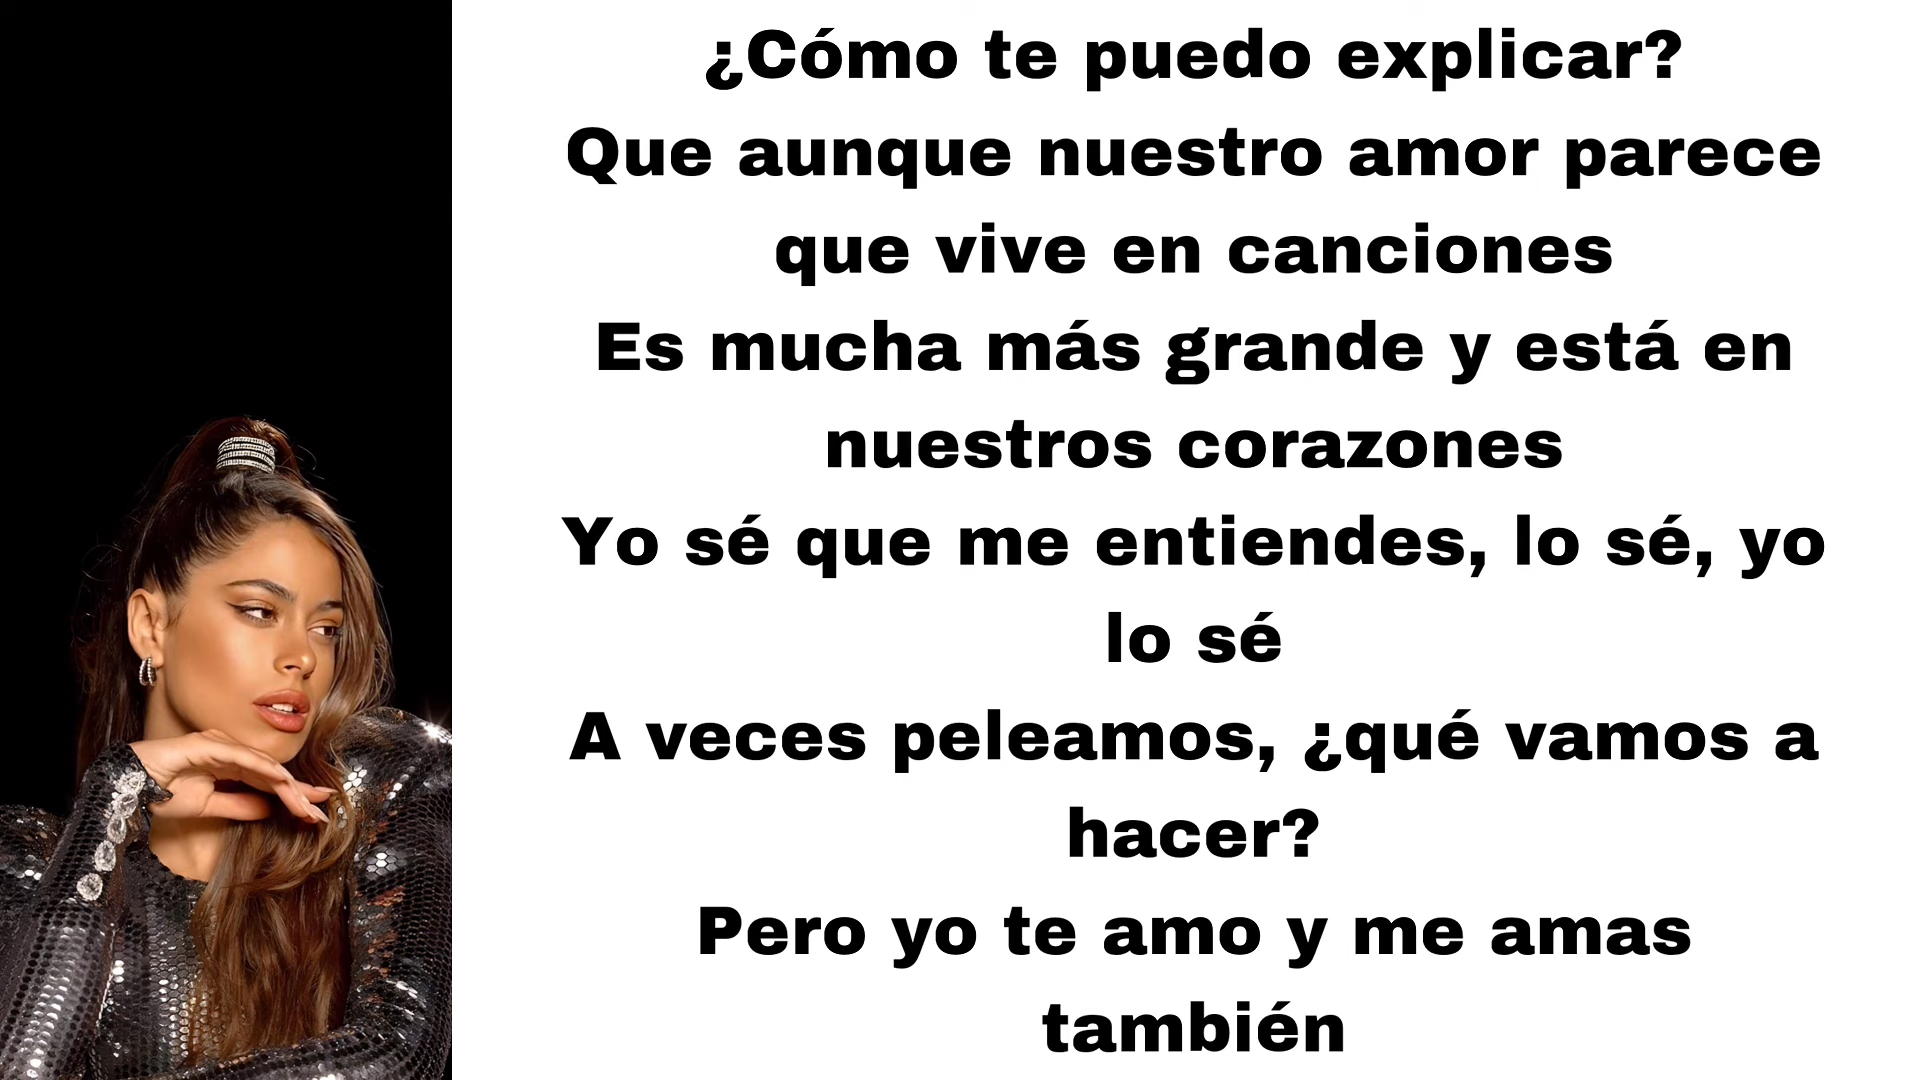 ¿Cómo te puedo explicar?
Que aunque nuestro amor parece
que vive en canciones
Es mucha más grande y está en
nuestros corazones
Yo sé que me entiendes, lo sé, yo
lo sé
A veces peleamos, ¿qué vamos a
hacer?
Pero yo te amo y me amas
también